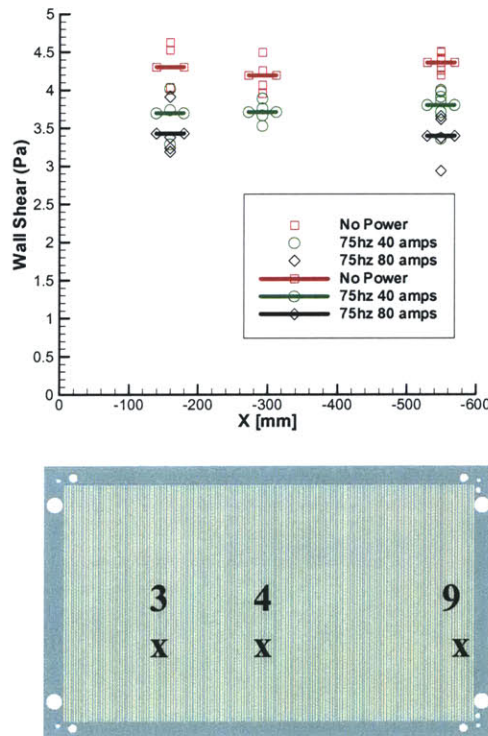 5
4.5
4
3.5
3
2.5
2
1.5
1
0.5
0
Wall Shear (Pa)
No Power
75hz 40 amps
75hz 80 amps
No Power
75hz 40 amps
75hz 80 amps
0 -100 -200 -300 -400 -500 -600
X [mm]
3 4 9
x x x